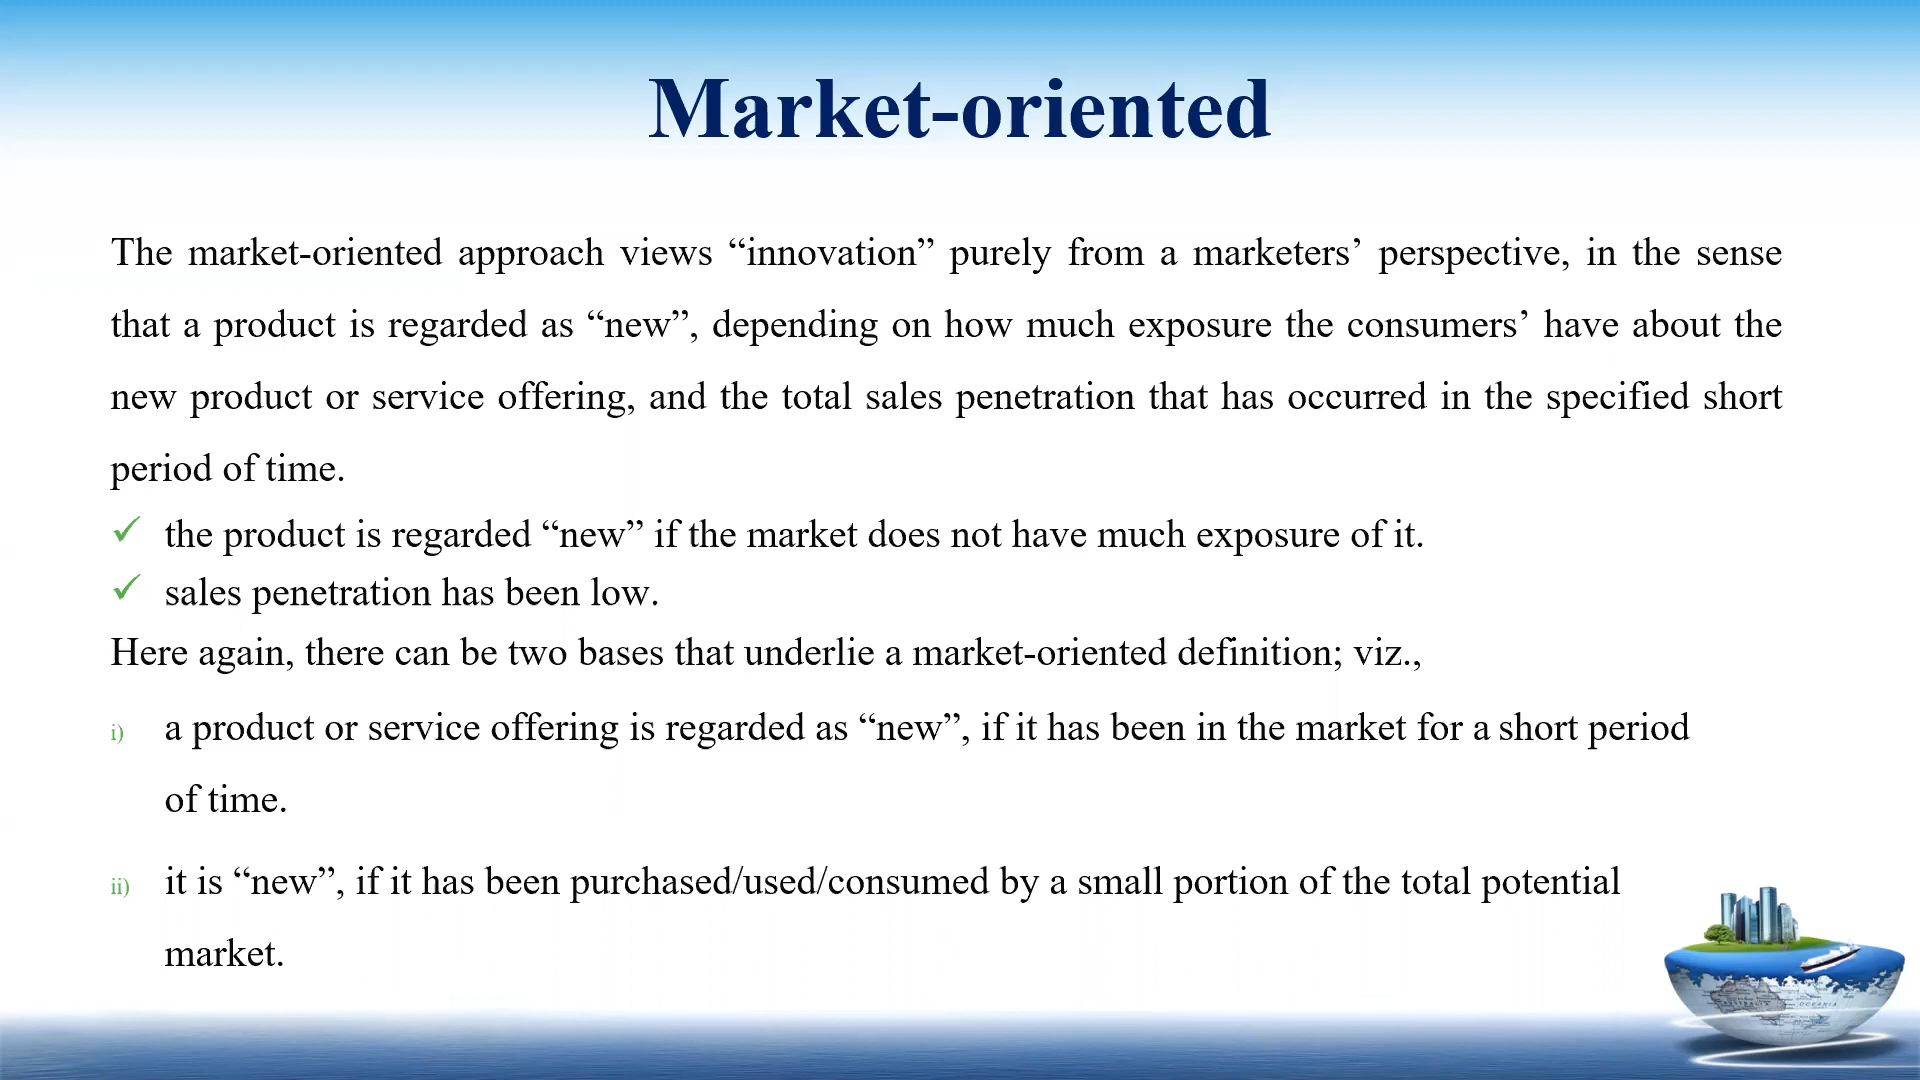 Market-oriented
The market-oriented approach views “innovation” purely from a marketers’ perspective, in the sense
that a product is regarded as “new”, depending on how much exposure the consumers’ have about the
new product or service offering, and the total sales penetration that has occurred in the specified short
period of time.
✓ the product is regarded “new” if the market does not have much exposure of it.
✓ sales penetration has been low.
Here again, there can be two bases that underlie a market-oriented definition; viz.,
i) a product or service offering is regarded as “new”, if it has been in the market for a short period
of time.
ii) it is “new”, if it has been purchased/used/consumed by a small portion of the total potential
market.
AUSTRALIA OCEANIA